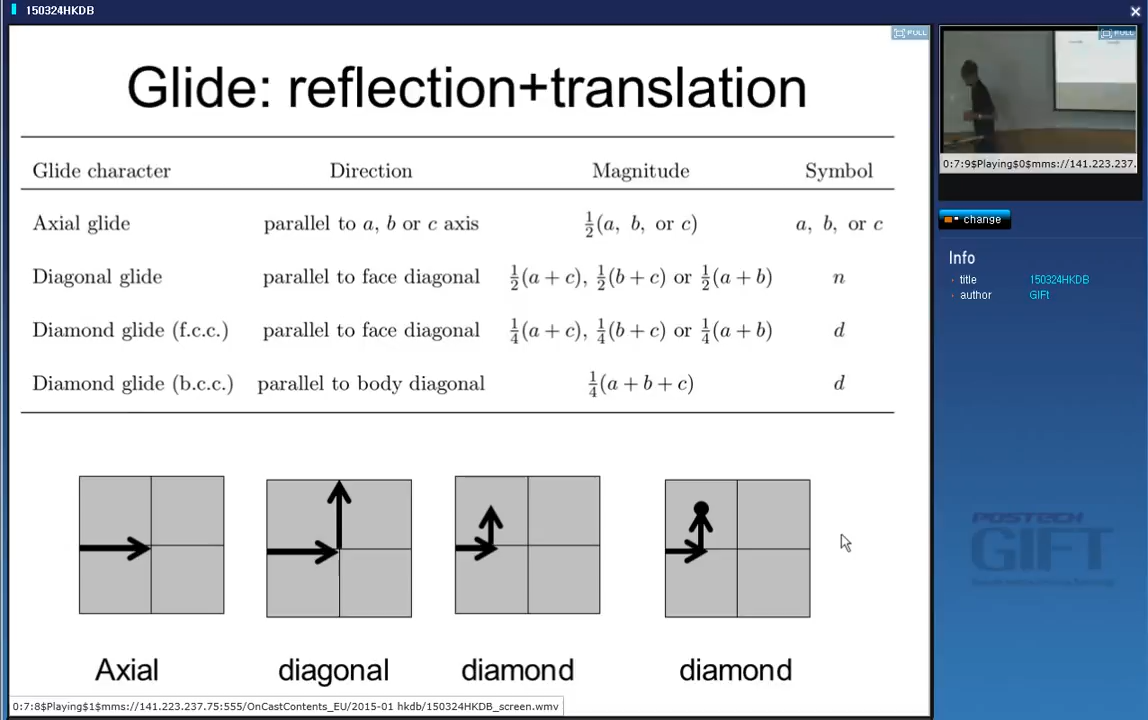 150324HKDB
FULL
FULL
Glide: reflection+translation
Glide character Direction Magnitude Symbol
Axial glide parallel to a, b or c axis ½(a, b, or c) a, b, or c
Diagonal glide parallel to face diagonal ½(a + c), ½(b + c) or ½(a + b) n
Diamond glide (f.c.c.) parallel to face diagonal ¼(a + c), ¼(b + c) or ¼(a + b) d
Diamond glide (b.c.c.) parallel to body diagonal ¼(a + b + c) d
Axial diagonal diamond diamond
0:7:8$Playing$1$mms://141.223.237.75:555/OnCastContents_EU/2015-01 hkdb/150324HKDB_screen.wmv
0:7:9$Playing$0$mms://141.223.237.
change
Info
title 150324HKDB
author GIFt
POSTECH
GIFT